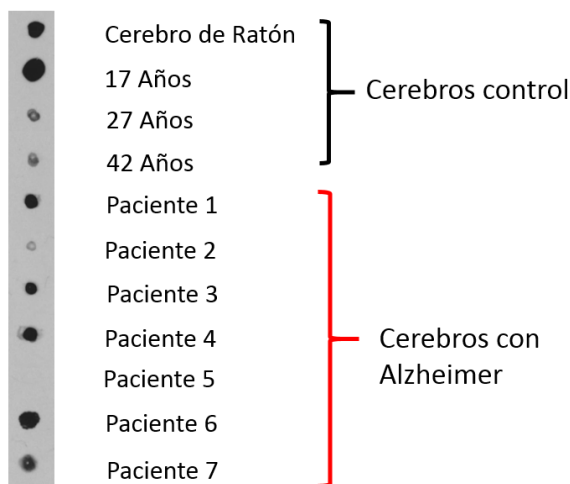 Cerebro de Ratón
17 Años
27 Años
42 Años
Cerebros control
Paciente 1
Paciente 2
Paciente 3
Paciente 4
Paciente 5
Paciente 6
Paciente 7
Cerebros con
Alzheimer